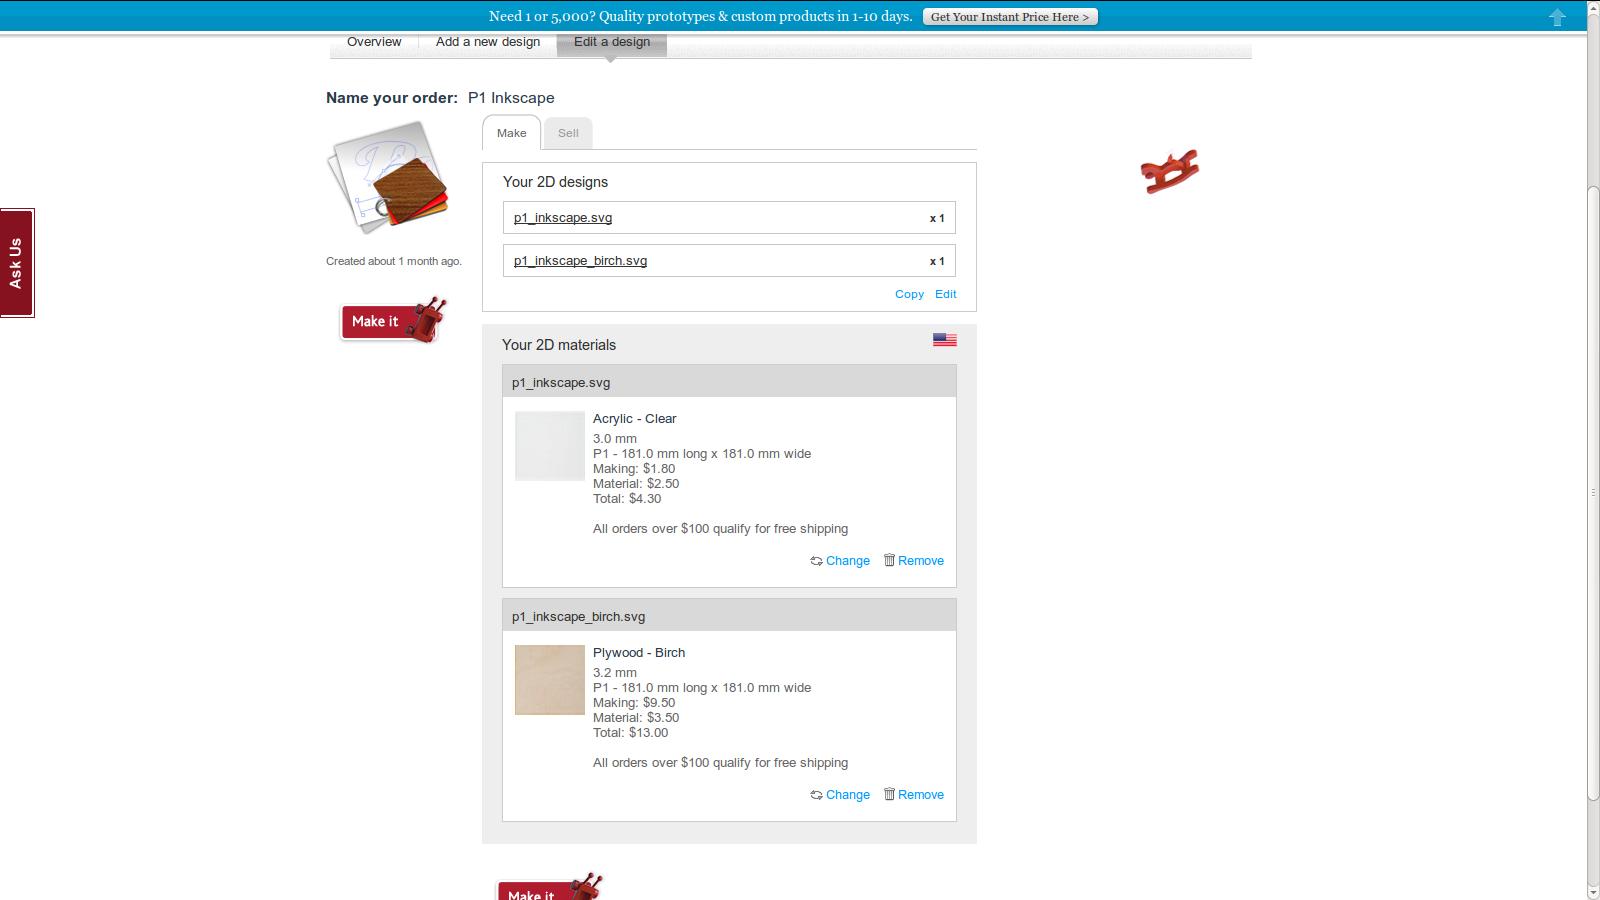 Need 1 or 5,000? Quality prototypes & custom products in 1-10 days. Get Your Instant Price Here >
Overview Add a new design Edit a design
Name your order: P1 Inkscape
Make Sell
Your 2D designs
p1_inkscape.svg x 1
p1_inkscape_birch.svg x 1
Copy Edit
Created about 1 month ago.
Ask Us
Make it
Your 2D materials
p1_inkscape.svg
Acrylic - Clear
3.0 mm
P1 - 181.0 mm long x 181.0 mm wide
Making: $1.80
Material: $2.50
Total: $4.30
All orders over $100 qualify for free shipping
Change Remove
p1_inkscape_birch.svg
Plywood - Birch
3.2 mm
P1 - 181.0 mm long x 181.0 mm wide
Making: $9.50
Material: $3.50
Total: $13.00
All orders over $100 qualify for free shipping
Change Remove
Make it